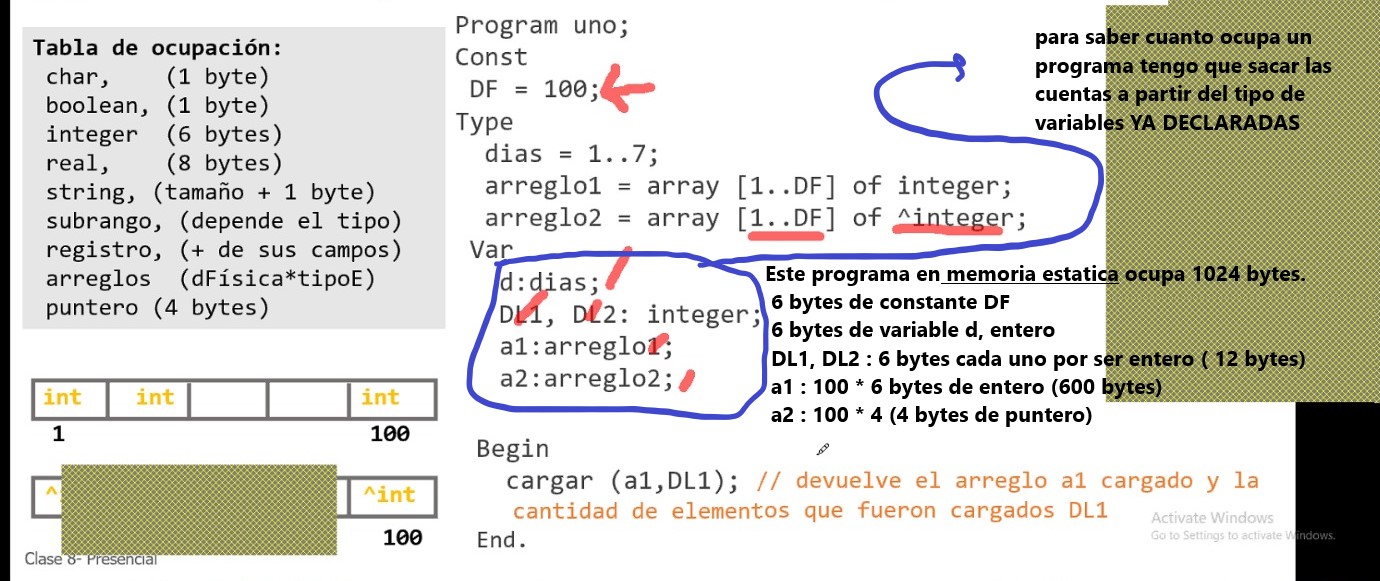 Tabla de ocupación:
char,    (1 byte)
boolean, (1 byte)
integer  (6 bytes)
real,    (8 bytes)
string, (tamaño + 1 byte)
subrango, (depende el tipo)
registro, (+ de sus campos)
arreglos  (dFísica*tipoE)
puntero (4 bytes)
int int int
1 100
^ ^int
100
Clase 8- Presencial
Program uno;
Const
DF = 100;
Type
dias = 1..7;
arreglo1 = array [1..DF] of integer;
arreglo2 = array [1..DF] of ^integer;
Var
d:dias;
DL1, DL2: integer;
a1:arreglo1;
a2:arreglo2;
Begin
cargar (a1,DL1); // devuelve el arreglo a1 cargado y la
cantidad de elementos que fueron cargados DL1
End.
para saber cuanto ocupa un
programa tengo que sacar las
cuentas a partir del tipo de
variables YA DECLARADAS
Este programa en memoria estatica ocupa 1024 bytes.
6 bytes de constante DF
6 bytes de variable d, entero
DL1, DL2 : 6 bytes cada uno por ser entero ( 12 bytes)
a1 : 100 * 6 bytes de entero (600 bytes)
a2 : 100 * 4 (4 bytes de puntero)
Activate Windows
Go to Settings to activate Windows.